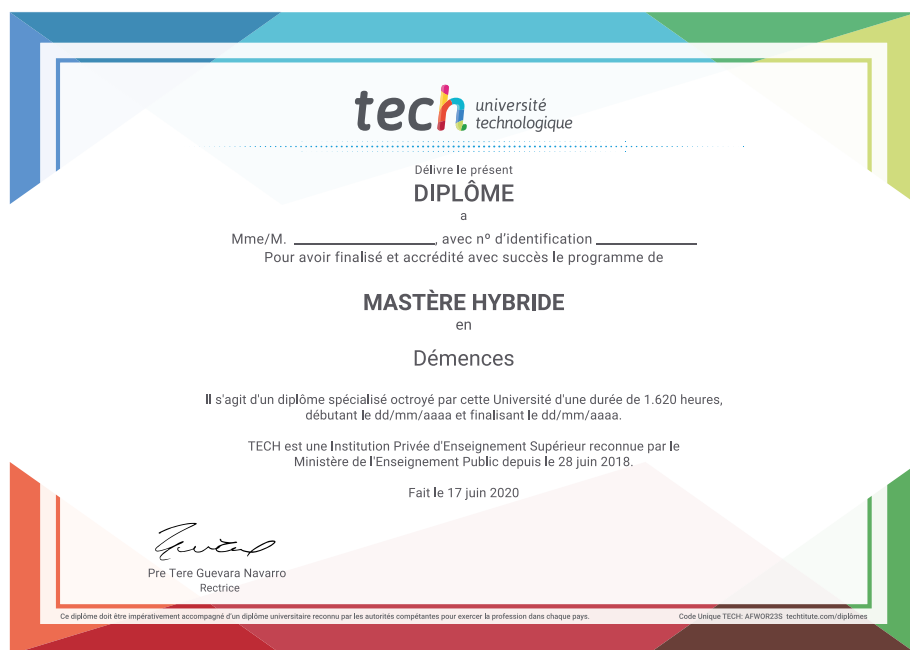 tech université
technologique
Délivre le présent
DIPLÔME
a
Mme/M. ____________________, avec nº d'identification ______________
Pour avoir finalisé et accrédité avec succès le programme de
MASTÈRE HYBRIDE
en
Démences
Il s'agit d'un diplôme spécialisé octroyé par cette Université d'une durée de 1.620 heures,
débutant le dd/mm/aaaa et finalisant le dd/mm/aaaa.
TECH est une Institution Privée d'Enseignement Supérieur reconnue par le
Ministère de l'Enseignement Public depuis le 28 juin 2018.
Fait le 17 juin 2020
Pre Tere Guevara Navarro
Rectrice
Ce diplôme doit être impérativement accompagné d'un diplôme universitaire reconnu par les autorités compétantes pour exercer la profession dans chaque pays. Code Unique TECH: AFWOR23S techtitute.com/diplômes